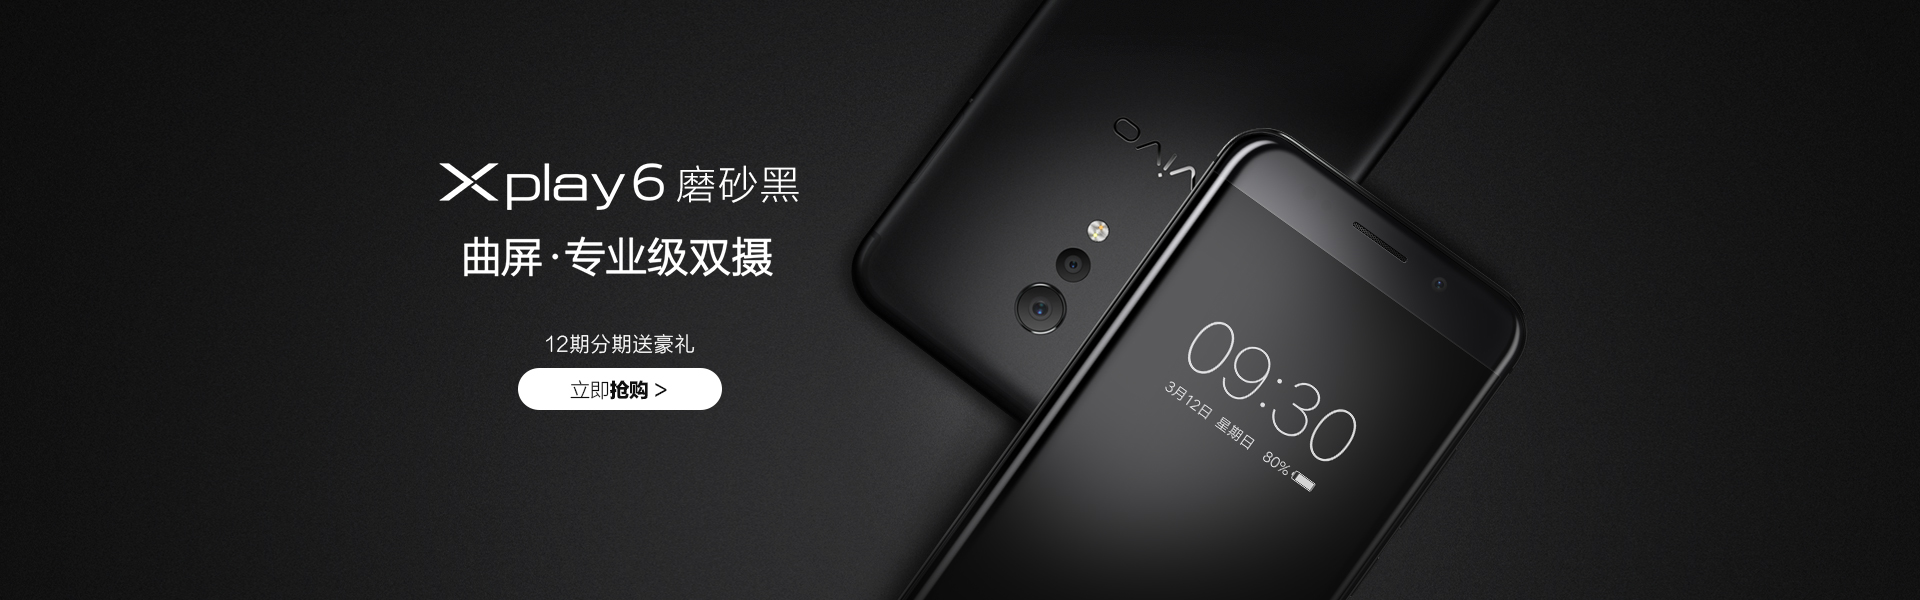 Xplay6 磨砂黑
曲屏·专业级双摄
12期分期送豪礼
立即抢购 >
vivo
09:30
3月12日 星期日 80%